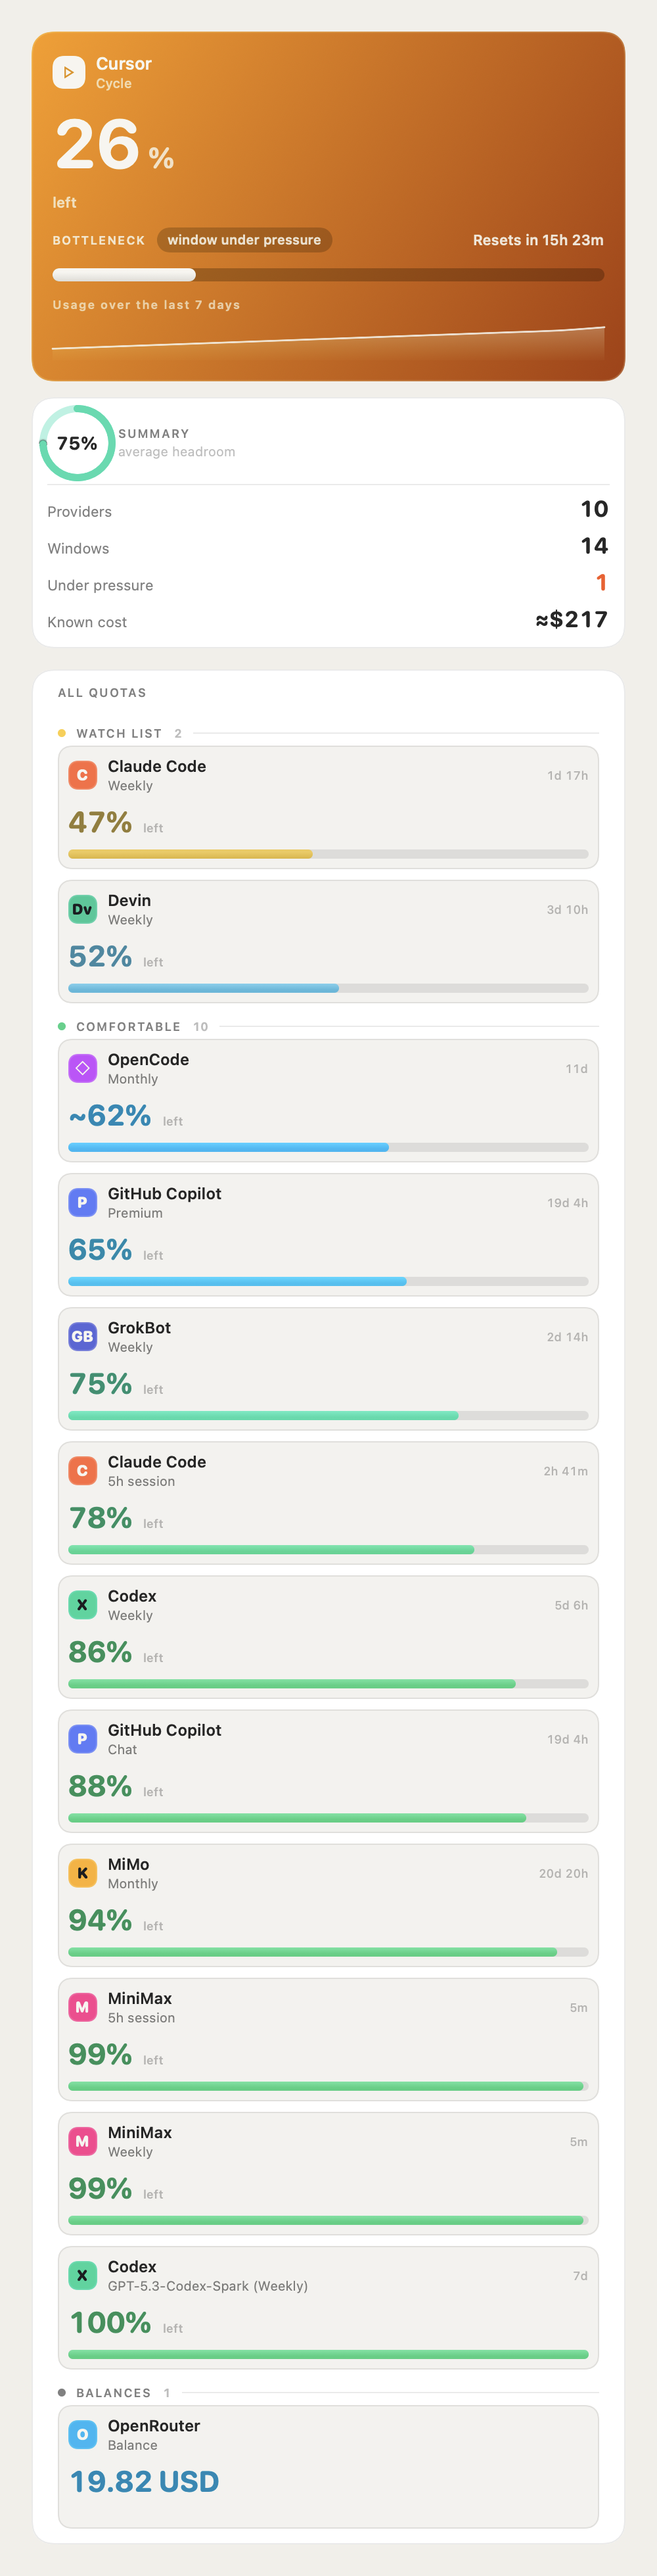 Cursor
Cycle
26 %
left
BOTTLENECK window under pressure Resets in 15h 23m
Usage over the last 7 days
75%
SUMMARY
average headroom
Providers 10
Windows 14
Under pressure 1
Known cost ≈$217
ALL QUOTAS
WATCH LIST 2
C Claude Code 1d 17h
Weekly
47% left
Dv Devin 3d 10h
Weekly
52% left
COMFORTABLE 10
OpenCode 11d
Monthly
~62% left
P GitHub Copilot 19d 4h
Premium
65% left
GB GrokBot 2d 14h
Weekly
75% left
C Claude Code 2h 41m
5h session
78% left
X Codex 5d 6h
Weekly
86% left
P GitHub Copilot 19d 4h
Chat
88% left
K MiMo 20d 20h
Monthly
94% left
M MiniMax 5m
5h session
99% left
M MiniMax 5m
Weekly
99% left
X Codex 7d
GPT-5.3-Codex-Spark (Weekly)
100% left
BALANCES 1
O OpenRouter
Balance
19.82 USD